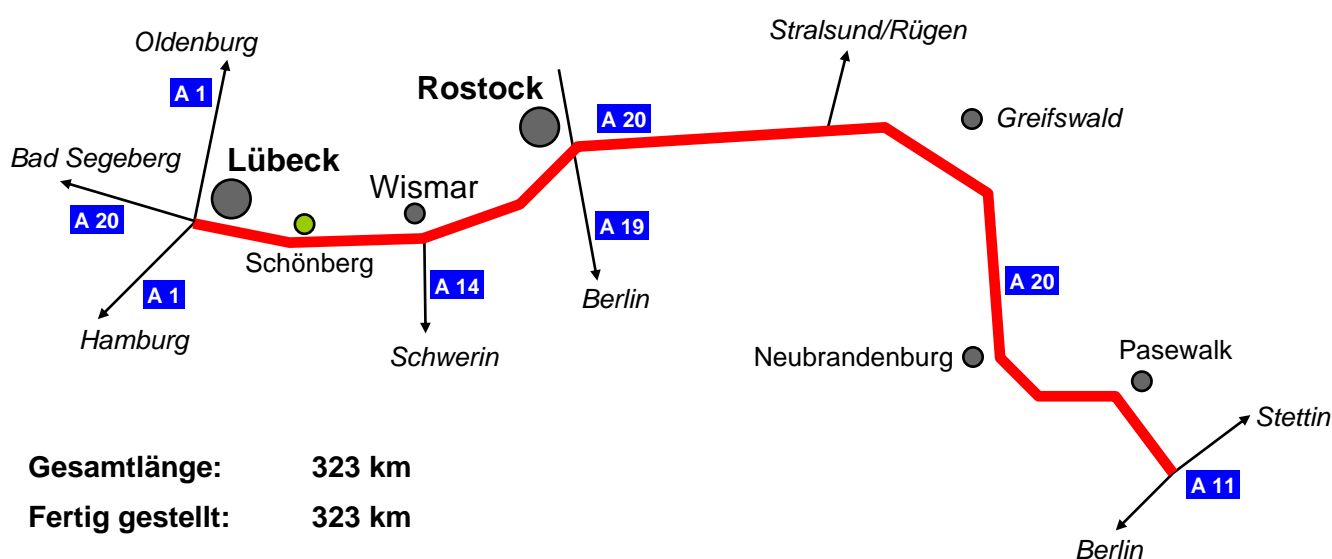 Stralsund/Rügen
Oldenburg
A 1
Rostock
A 20
Greifswald
Bad Segeberg
Lübeck
Wismar
A 20
A 19
Schönberg
A 14
A 20
A 1
Berlin
Hamburg
Schwerin
Neubrandenburg
Pasewalk
Stettin
Gesamtlänge: 323 km
A 11
Fertig gestellt: 323 km
Berlin